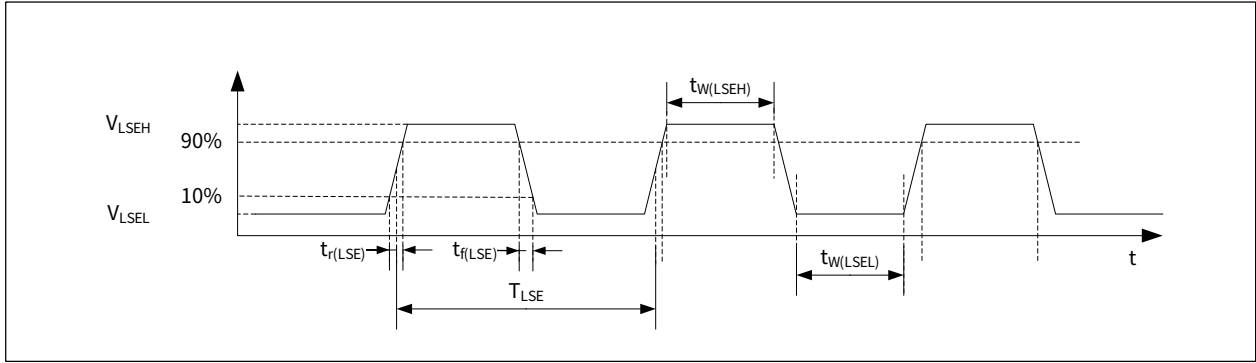 tW(LSEH)
VLSEH
90%
10%
VLSEL
tr(LSE)
tf(LSE)
tW(LSEL)
t
TLSE